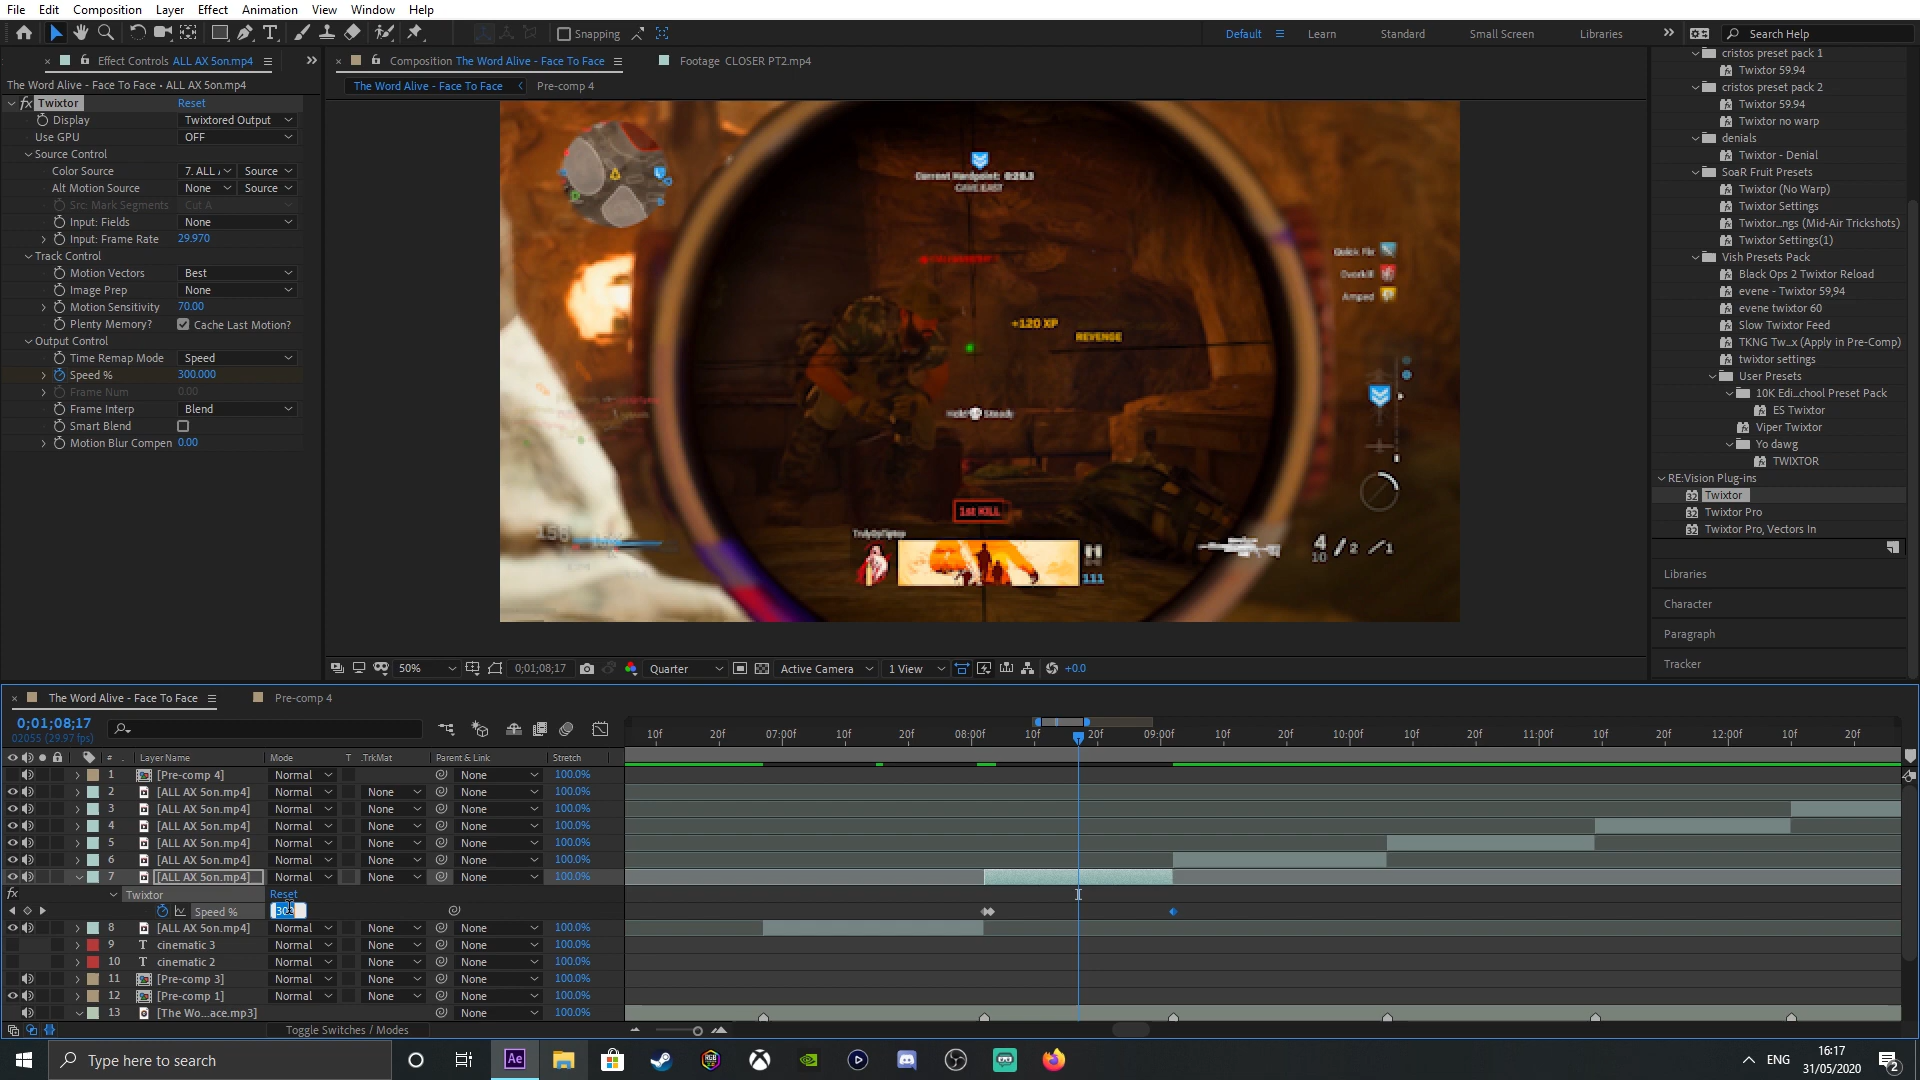 File Edit Composition Layer Effect Animation View Window Help
Snapping
Default Learn Standard Small Screen Libraries
Search Help
Effect Controls ALL AX 5on.mp4
The Word Alive - Face To Face • ALL AX 5on.mp4
fx Twixtor Reset
Display Twixtored Output
Use GPU OFF
Source Control
Color Source 7. ALL Source
Alt Motion Source None Source
Src: Mark Segments Cut A
Input: Fields None
Input: Frame Rate 29.970
Track Control
Motion Vectors Best
Image Prep None
Motion Sensitivity 70.00
Plenty Memory? Cache Last Motion?
Output Control
Time Remap Mode Speed
Speed % 300.000
Frame Num 0.00
Frame Interp Blend
Smart Blend
Motion Blur Compen 0.00
Composition The Word Alive - Face To Face
Footage CLOSER PT2.mp4
The Word Alive - Face To Face Pre-comp 4
Current Hardpoint: 0:29.3
CAVE EAST
Quick Fix
Overkill
Amped
+120 XP
REVENGE
Hold Steady
1st KILL
111
4 / 2 / 1
10
50% 0;01;08;17 Quarter Active Camera 1 View +0.0
cristos preset pack 1
Twixtor 59.94
cristos preset pack 2
Twixtor 59.94
Twixtor no warp
denials
Twixtor - Denial
SoaR Fruit Presets
Twixtor (No Warp)
Twixtor Settings
Twixtor...ngs (Mid-Air Trickshots)
Twixtor Settings(1)
Vish Presets Pack
Black Ops 2 Twixtor Reload
evene - Twixtor 59,94
evene twixtor 60
Slow Twixtor Feed
TKNG Tw...x (Apply in Pre-Comp)
twixtor settings
User Presets
10K Edi...chool Preset Pack
ES Twixtor
Viper Twixtor
Yo dawg
TWIXTOR
RE:Vision Plug-ins
Twixtor
Twixtor Pro
Twixtor Pro, Vectors In
Libraries
Character
Paragraph
Tracker
The Word Alive - Face To Face Pre-comp 4
0;01;08;17
02055 (29.97 fps)
10f 20f 07:00f 10f 20f 08:00f 10f 20f 09:00f 10f 20f 10:00f 10f 20f 11:00f 10f 20f 12:00f 10f 20f
# Layer Name Mode T .TrkMat Parent & Link Stretch
1 [Pre-comp 4] Normal None 100.0%
2 [ALL AX 5on.mp4] Normal None None 100.0%
3 [ALL AX 5on.mp4] Normal None None 100.0%
4 [ALL AX 5on.mp4] Normal None None 100.0%
5 [ALL AX 5on.mp4] Normal None None 100.0%
6 [ALL AX 5on.mp4] Normal None None 100.0%
7 [ALL AX 5on.mp4] Normal None None 100.0%
fx Twixtor Reset
Speed %
8 [ALL AX 5on.mp4] Normal None None 100.0%
9 T cinematic 3 Normal None None 100.0%
10 T cinematic 2 Normal None None 100.0%
11 [Pre-comp 3] Normal None None 100.0%
12 [Pre-comp 1] Normal None None 100.0%
13 [The Wo...ace.mp3] None 100.0%
Toggle Switches / Modes
Type here to search
Ae
ENG
16:17
31/05/2020
2